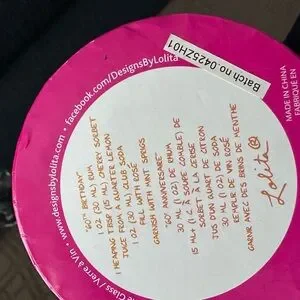 www.designsbylolita.com • facebook.com/DesignsByLolita
Batch no.0425ZH01
MADE IN CHINA
FABRIQUÉ EN
"60TH BIRTHDAY"
1 OZ (30 ML) RUM
1 HEAPING TBSP (15 ML) CHERRY SORBET
JUICE FROM A QUARTER LEMON
1 OZ (30 ML) CLUB SODA
FILL WITH ROSÉ
GARNISH WITH MINT SPRIGS
"60E ANNIVERSAIRE"
30 ML (1 OZ) DE RHUM
15 ML+ (1 C. À SOUPE COMBLE) DE
SORBET À LA CERISE
JUS D'UN QUART DE CITRON
30 ML (1 OZ) DE SODA
REMPLIR DE VIN ROSÉ
GARNIR AVEC DES BRINS DE MENTHE
Lolita ®
e Glass / Verre à Vin •